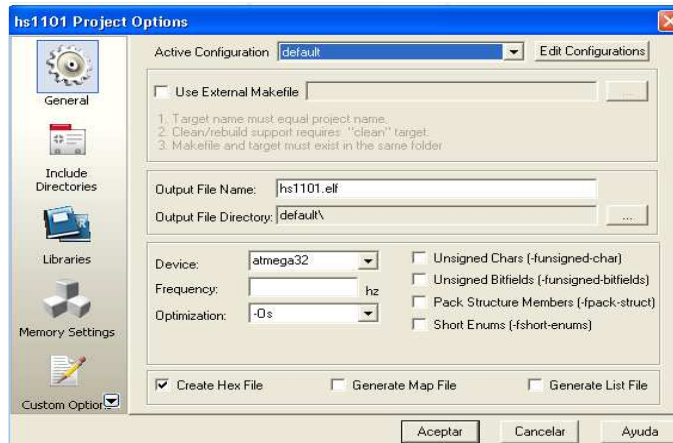 hs1101 Project Options
General
Include
Directories
Libraries
Memory Settings
Custom Option
Active Configuration default Edit Configurations
Use External Makefile ...
1. Target name must equal project name.
2. Clean/rebuild support requires "clean" target.
3. Makefile and target must exist in the same folder
Output File Name: hs1101.elf
Output File Directory: default\ ...
Device: atmega32
Frequency: hz
Optimization: -Os
Unsigned Chars (-funsigned-char)
Unsigned Bitfields (-funsigned-bitfields)
Pack Structure Members (-fpack-struct)
Short Enums (-fshort-enums)
Create Hex File Generate Map File Generate List File
Aceptar Cancelar Ayuda